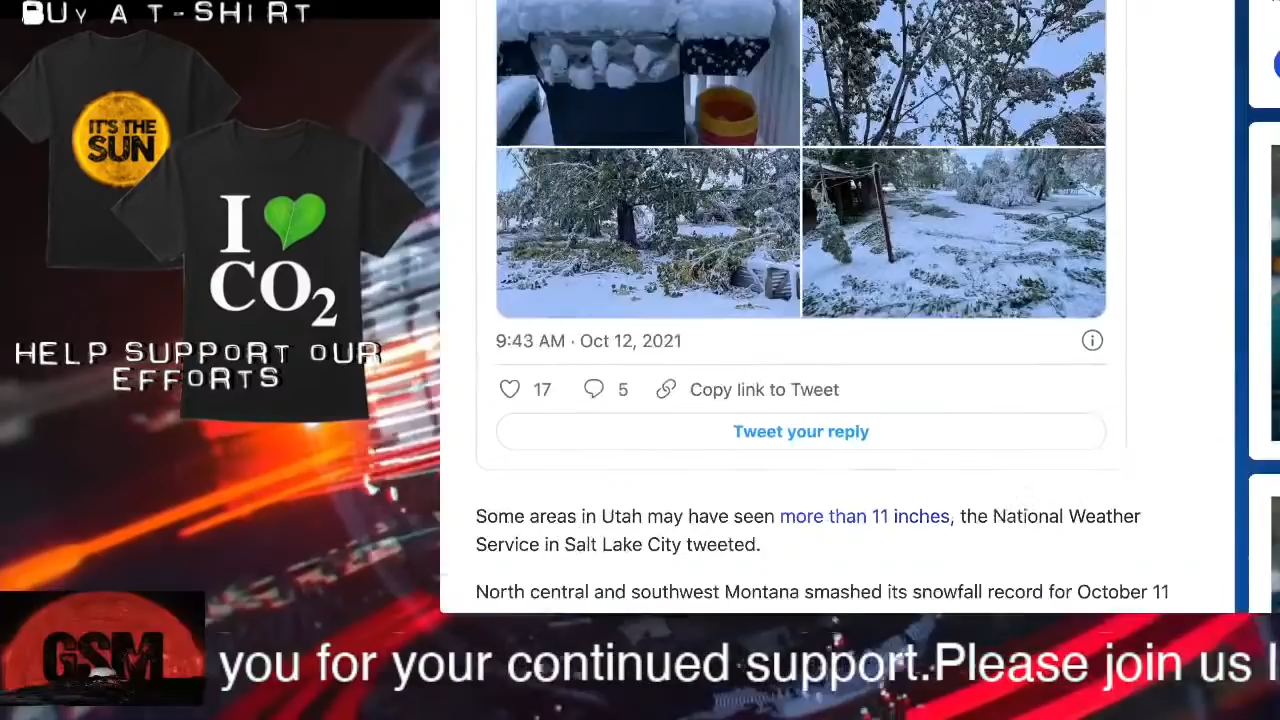 BUY A T-SHIRT
IT'S THE
SUN
I
CO2
HELP SUPPORT OUR
EFFORTS
9:43 AM · Oct 12, 2021
17
5
Copy link to Tweet
Tweet your reply
Some areas in Utah may have seen more than 11 inches, the National Weather
Service in Salt Lake City tweeted.
North central and southwest Montana smashed its snowfall record for October 11
GSM
you for your continued support.Please join us